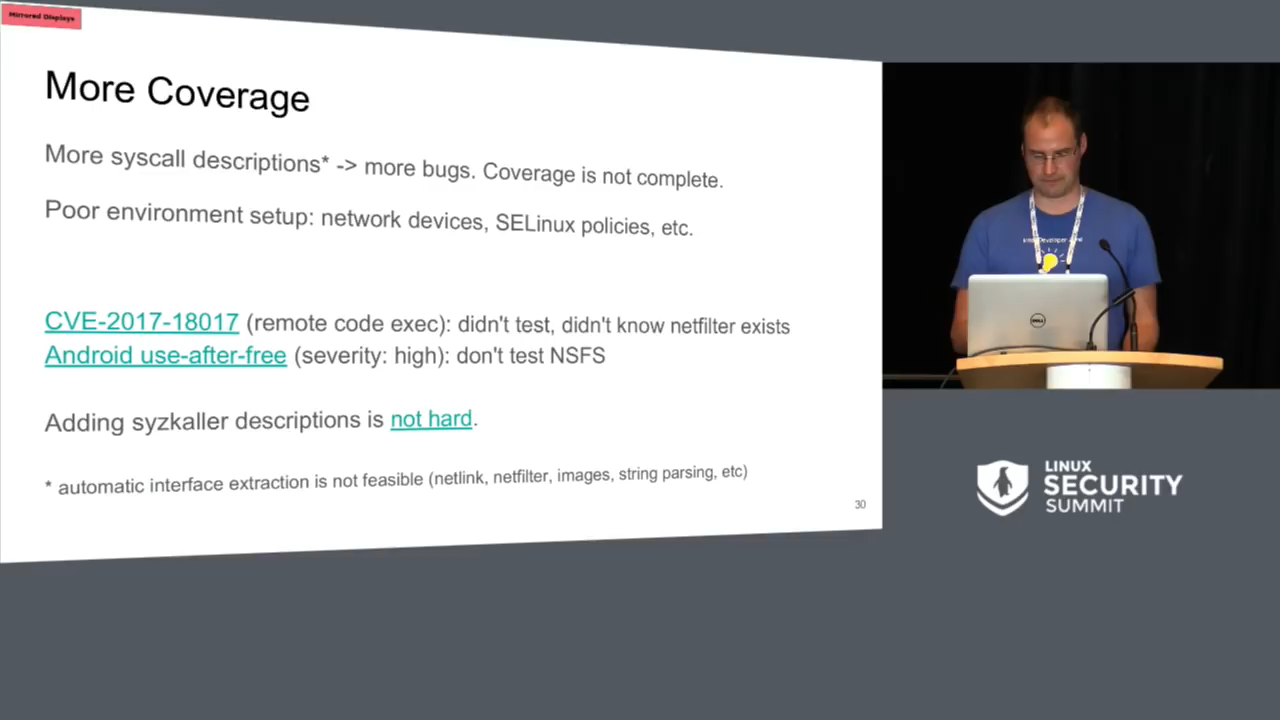 Mirrored Displays
More Coverage
More syscall descriptions* -> more bugs. Coverage is not complete.
Poor environment setup: network devices, SELinux policies, etc.
CVE-2017-18017 (remote code exec): didn't test, didn't know netfilter exists
Android use-after-free (severity: high): don't test NSFS
Adding syzkaller descriptions is not hard.
* automatic interface extraction is not feasible (netlink, netfilter, images, string parsing, etc)
30
DELL
LINUX
SECURITY
SUMMIT